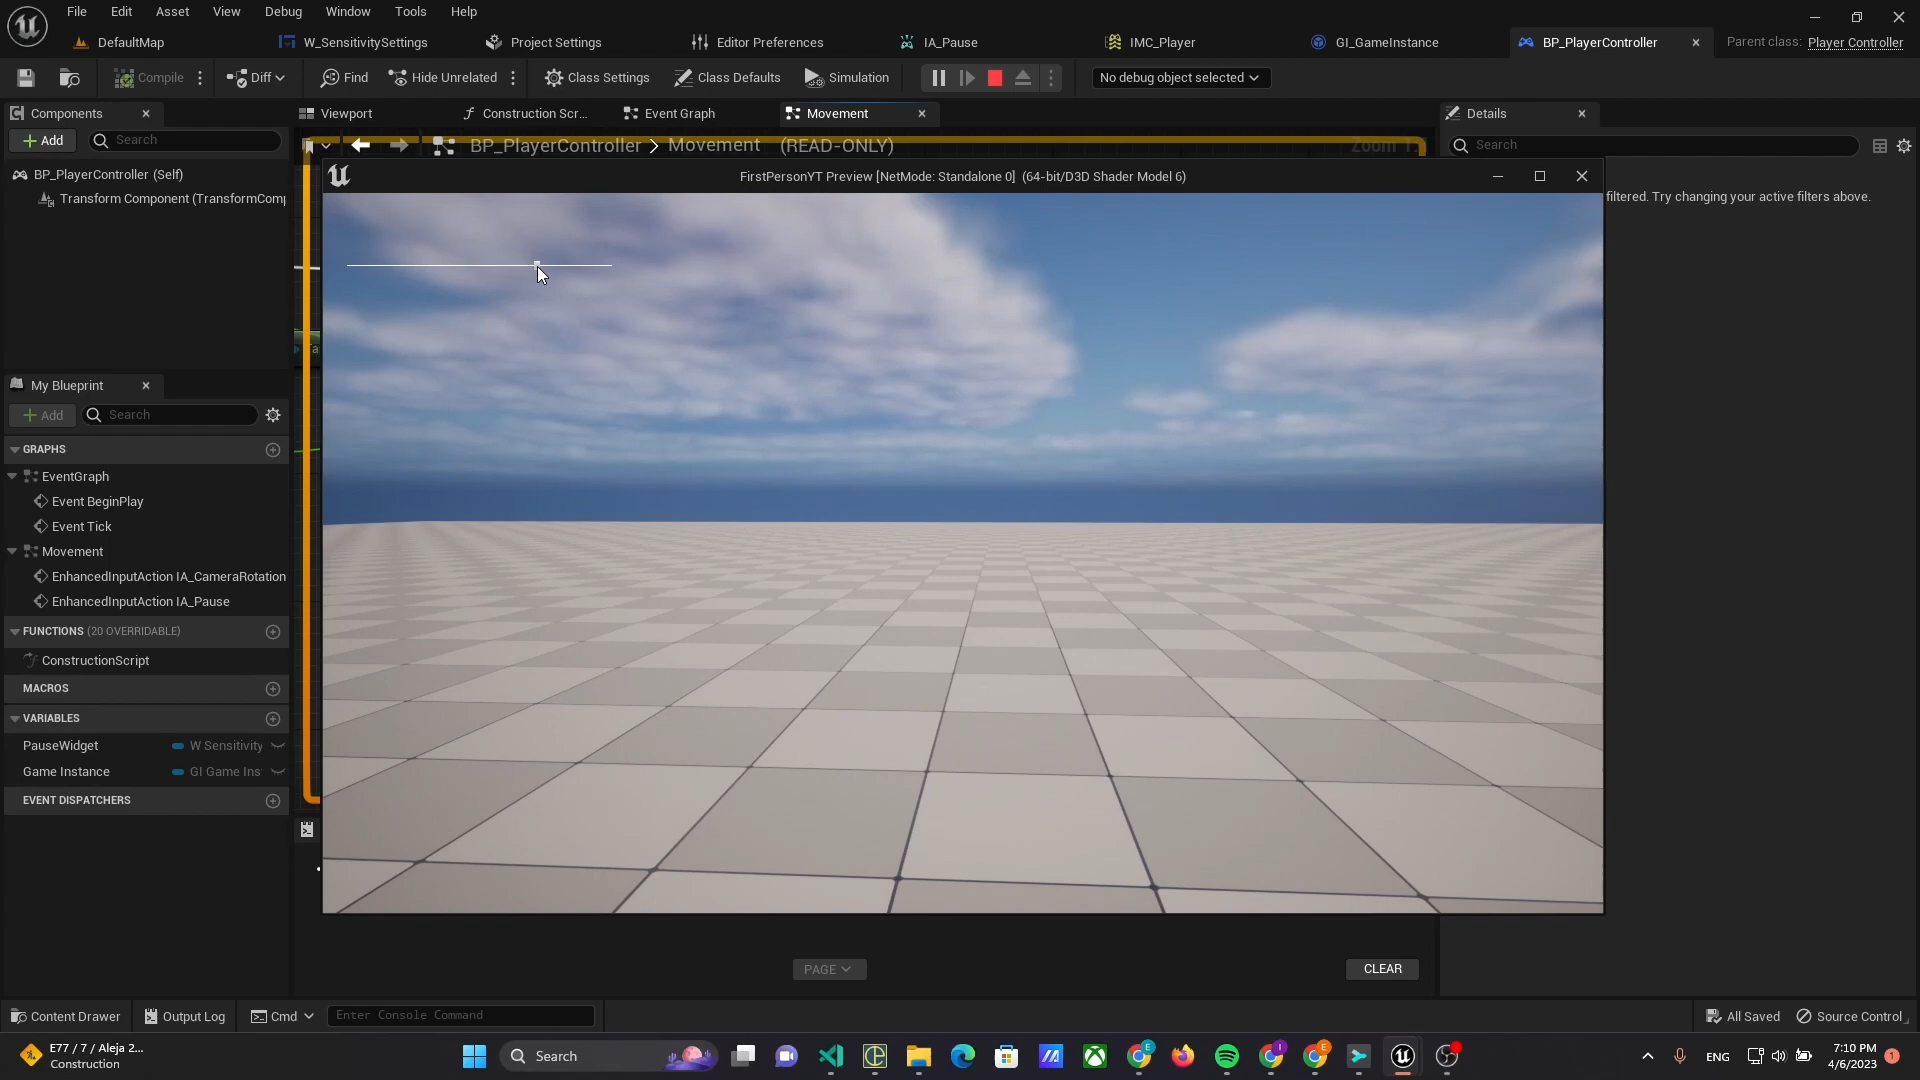 File Edit Asset View Debug Window Tools Help
DefaultMap W_SensitivitySettings Project Settings Editor Preferences IA_Pause IMC_Player GI_GameInstance BP_PlayerController Parent class: Player Controller
Compile Diff Find Hide Unrelated Class Settings Class Defaults Simulation No debug object selected
Components Viewport Construction Scr... Event Graph Movement Details
Add Search BP_PlayerController > Movement (READ-ONLY) Search
BP_PlayerController (Self)
FirstPersonYT Preview [NetMode: Standalone 0] (64-bit/D3D Shader Model 6)
Transform Component (TransformComp
filtered. Try changing your active filters above.
My Blueprint
Add Search
GRAPHS
EventGraph
Event BeginPlay
Event Tick
Movement
EnhancedInputAction IA_CameraRotation
EnhancedInputAction IA_Pause
FUNCTIONS (20 OVERRIDABLE)
ConstructionScript
MACROS
VARIABLES
PauseWidget W Sensitivity
Game Instance GI Game Ins
EVENT DISPATCHERS
PAGE CLEAR
Content Drawer Output Log Cmd Enter Console Command All Saved Source Control
E77 / 7 / Aleja 2...
Construction
Search
ENG
7:10 PM
4/6/2023
1